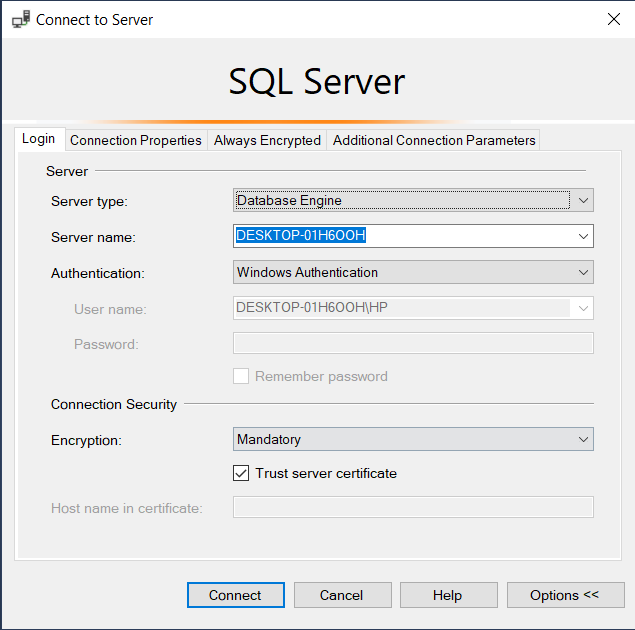 Connect to Server
SQL Server
Login Connection Properties Always Encrypted Additional Connection Parameters
Server
Server type: Database Engine
Server name: DESKTOP-01H6OOH
Authentication: Windows Authentication
User name: DESKTOP-01H6OOH\HP
Password:
Remember password
Connection Security
Encryption: Mandatory
Trust server certificate
Host name in certificate:
Connect Cancel Help Options <<